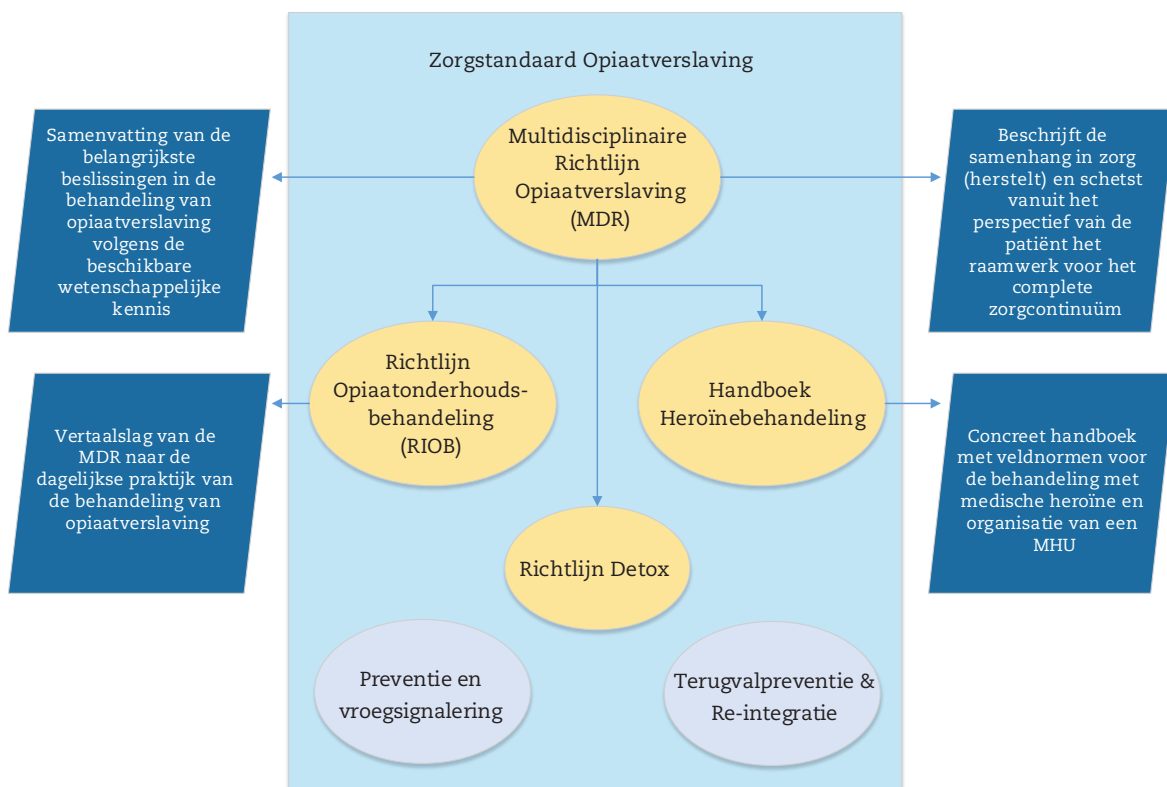 Zorgstandaard Opiaatverslaving
Multidisciplinaire
Richtlijn
Opiaatverslaving
(MDR)
Samenvatting van de
belangrijkste
beslissingen in de
behandeling van
opiaatverslaving
volgens de
beschikbare
wetenschappelijke
kennis
Beschrijft de
samenhang in zorg
(herstelt) en schetst
vanuit het
perspectief van de
patiënt het
raamwerk voor het
complete
zorgcontinuüm
Richtlijn
Opiaatonderhouds-
behandeling
(RIOB)
Handboek
Heroïnebehandeling
Vertaalslag van de
MDR naar de
dagelijkse praktijk van
de behandeling van
opiaatverslaving
Concreet handboek
met veldnormen voor
de behandeling met
medische heroïne en
organisatie van een
MHU
Richtlijn Detox
Preventie en
vroegsignalering
Terugvalpreventie &
Re-integratie